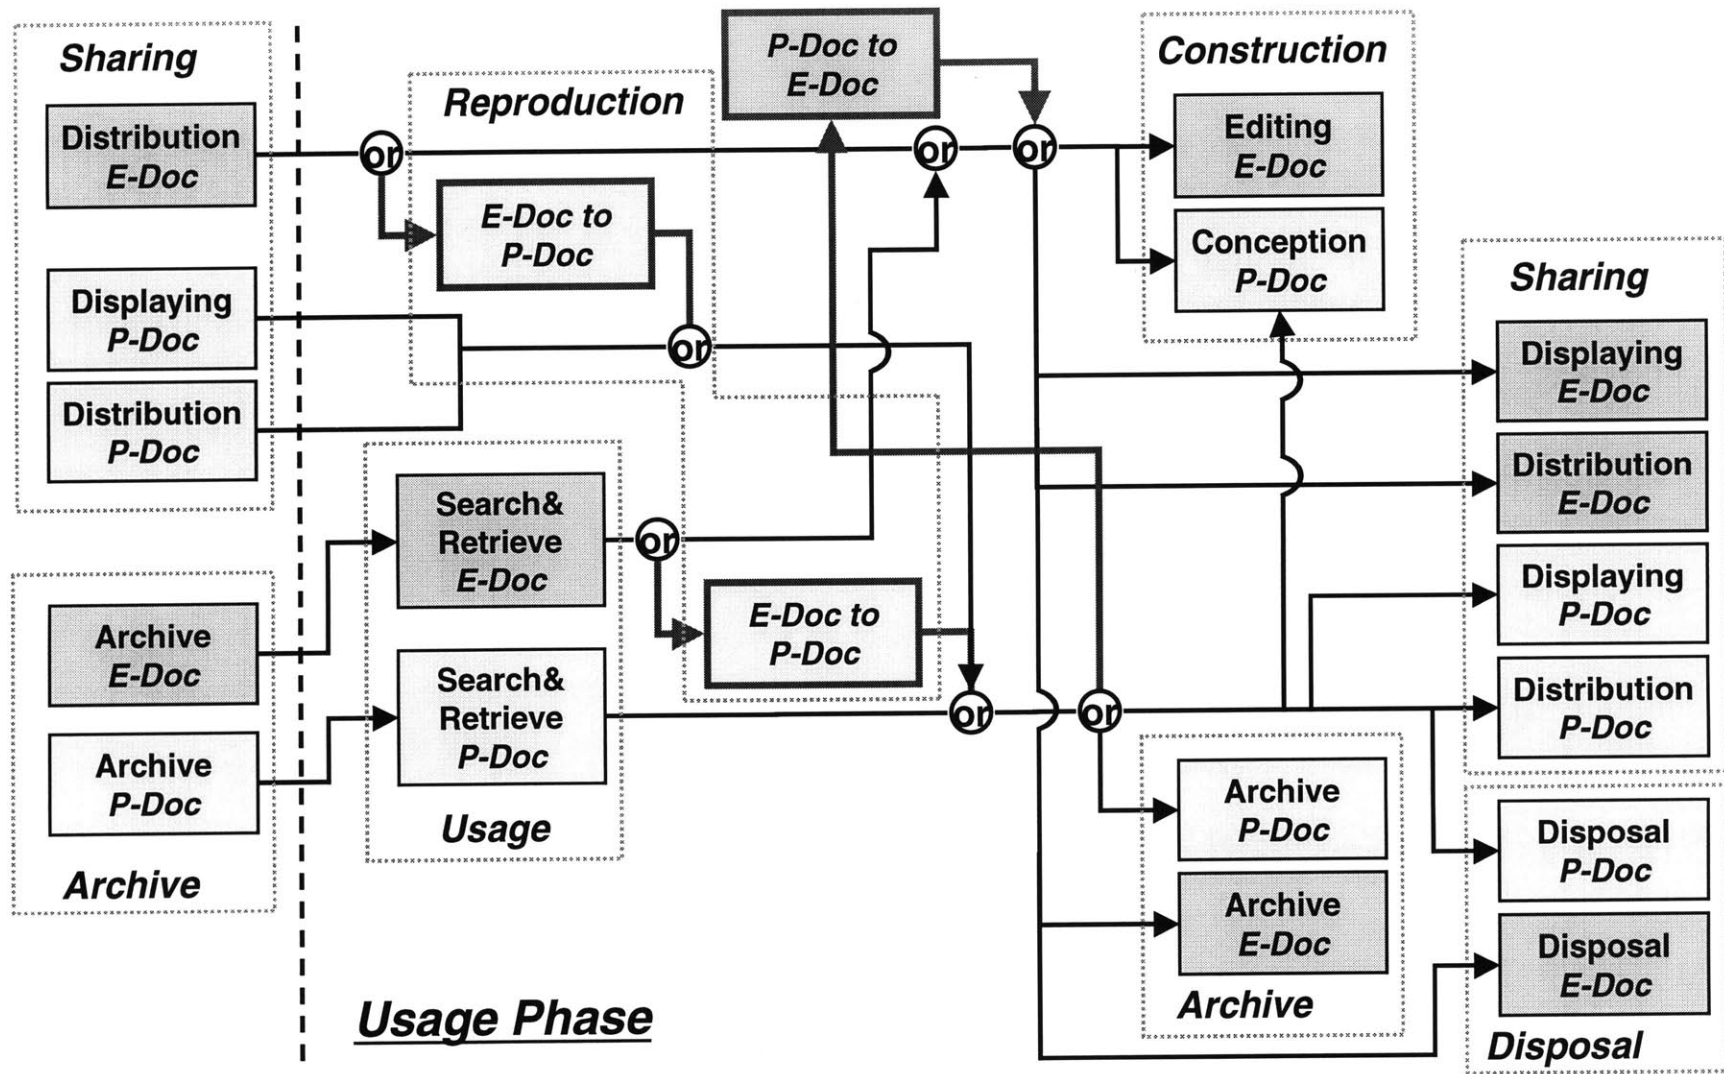 Sharing
Distribution
E-Doc
Displaying
P-Doc
Distribution
P-Doc
Archive
E-Doc
Archive
P-Doc
Archive
or
Reproduction
E-Doc to
P-Doc
or
Search&
Retrieve
E-Doc
Search&
Retrieve
P-Doc
Usage
or
E-Doc to
P-Doc
P-Doc to
E-Doc
or
or
or
or
Construction
Editing
E-Doc
Conception
P-Doc
Sharing
Displaying
E-Doc
Distribution
E-Doc
Displaying
P-Doc
Distribution
P-Doc
Archive
P-Doc
Archive
E-Doc
Archive
Disposal
P-Doc
Disposal
E-Doc
Disposal
Usage Phase